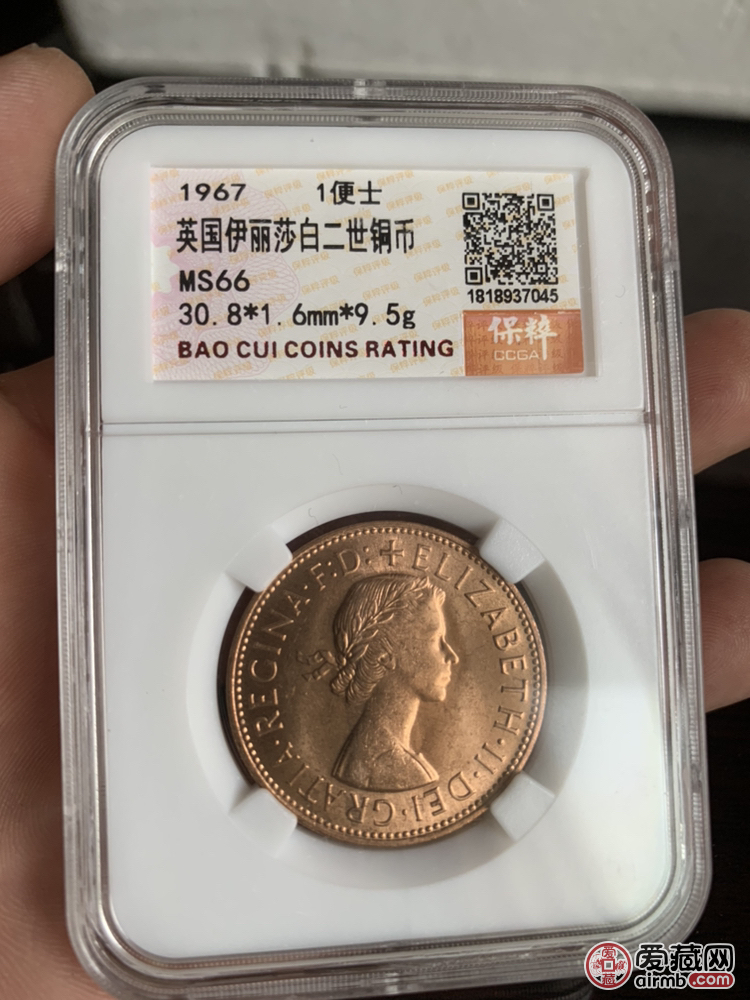 1967 1便士
英国伊丽莎白二世铜币
MS66
30.8*1.6mm*9.5g
BAO CUI COINS RATING
1818937045
保粹
CCGA
+ELIZABETH·II·DEI·GRATIA·REGINA·F:D:
爱藏网
airmb.com